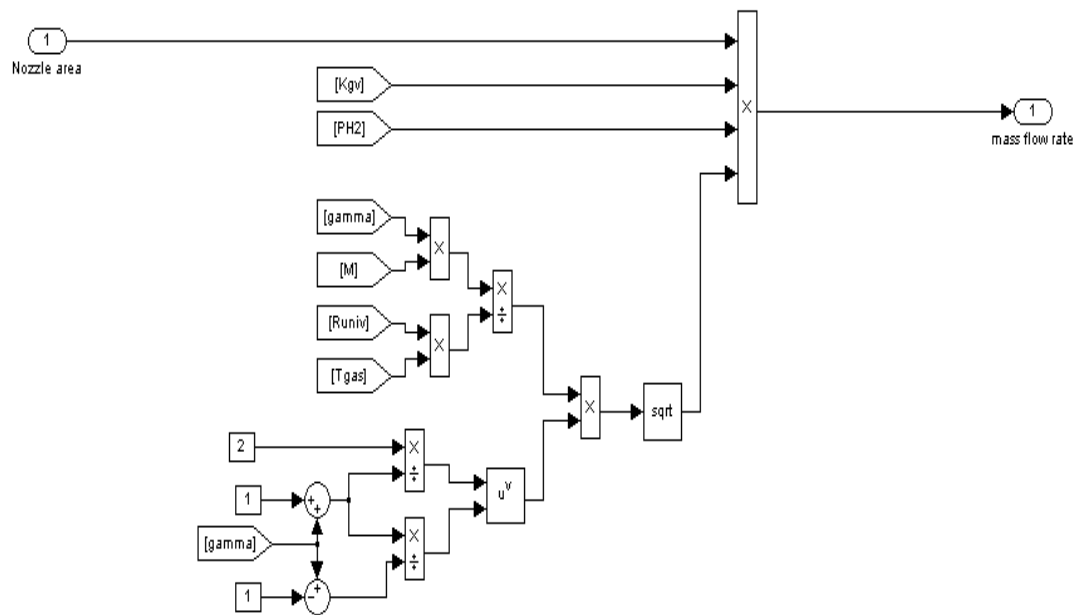 1
Nozzle area
[Kgv]
[PH2]
×
1
mass flow rate
[gamma]
[M]
×
[Runiv]
[Tgas]
×
×
÷
×
sqrt
2
×
÷
1
+
+
[gamma]
u^v
×
÷
1
+
−